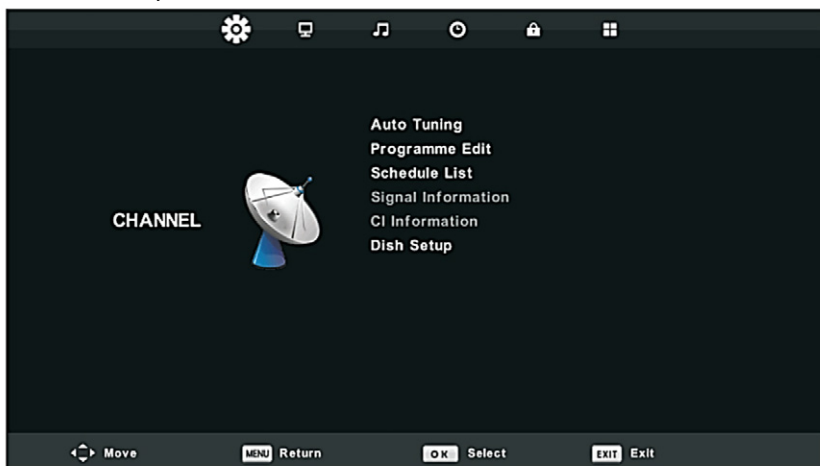 Auto Tuning
Programme Edit
Schedule List
Signal Information
CHANNEL
CI Information
Dish Setup
Move MENU Return OK Select EXIT Exit